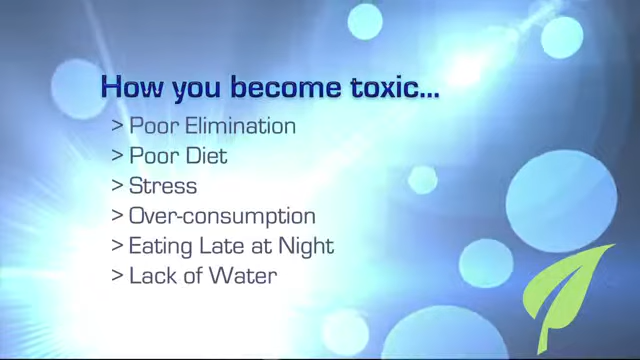 How you become toxic...
> Poor Elimination
> Poor Diet
> Stress
> Over-consumption
> Eating Late at Night
> Lack of Water